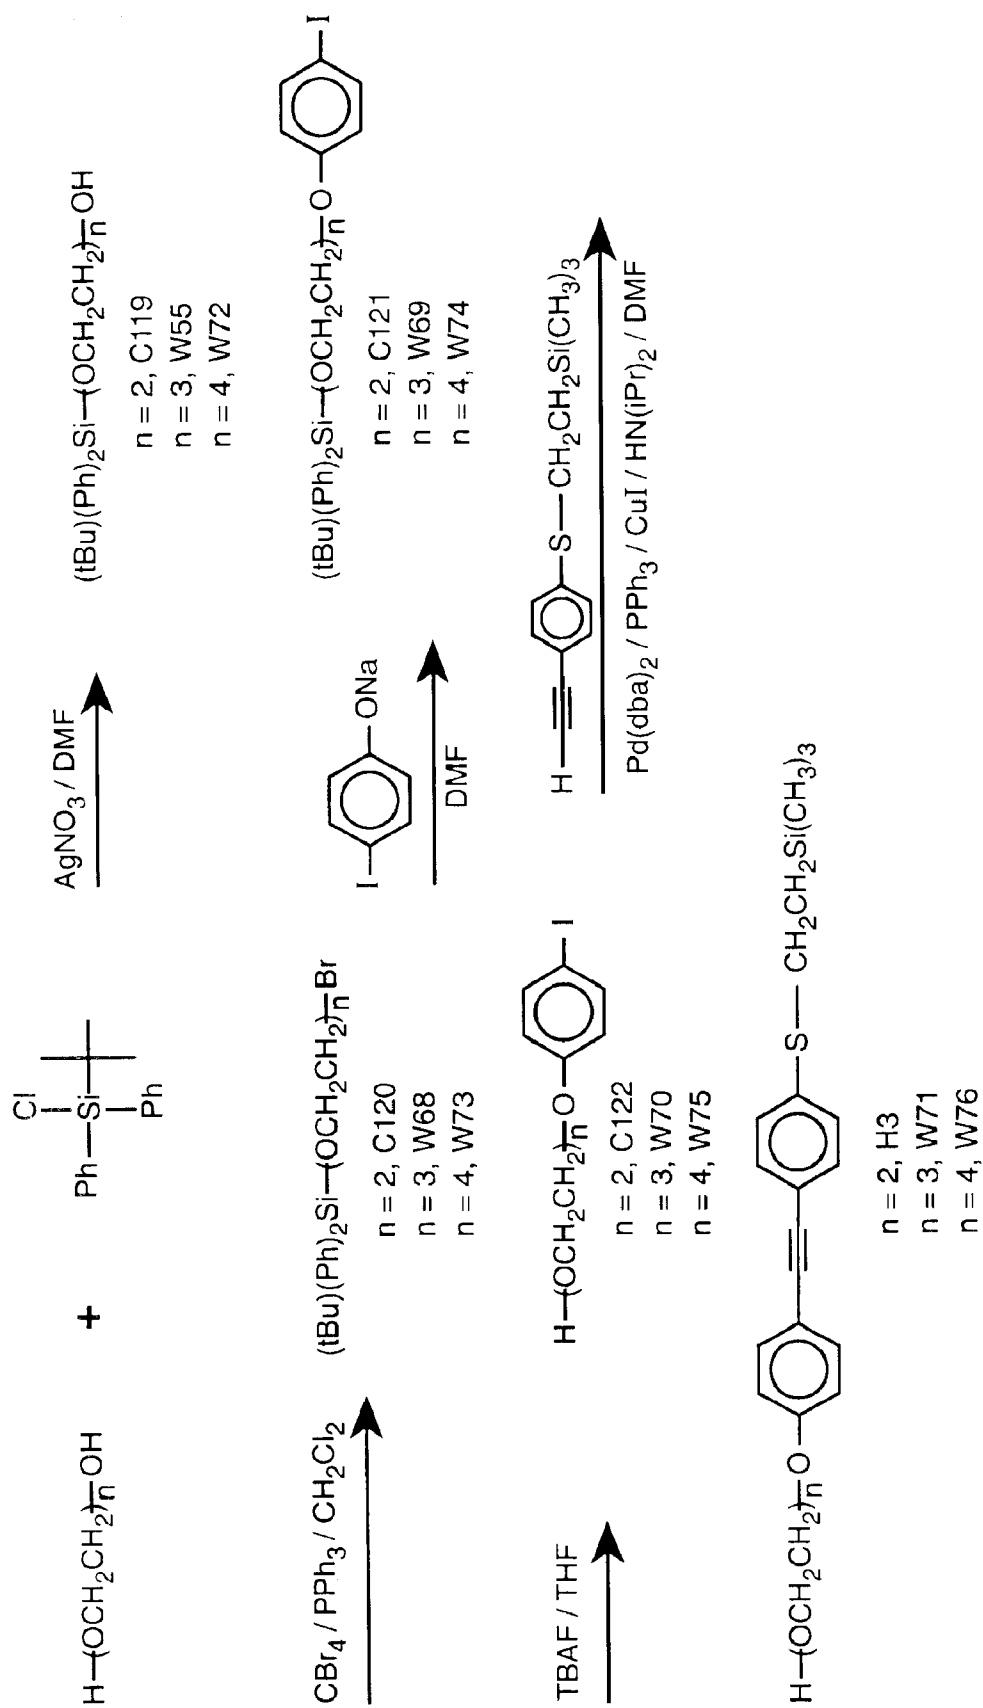 H—(OCH2CH2)n—OH + Cl Ph—Si Ph AgNO3 / DMF (tBu)(Ph)2Si—(OCH2CH2)n—OH
n = 2, C119
n = 3, W55
n = 4, W72
CBr4 / PPh3 / CH2Cl2 (tBu)(Ph)2Si—(OCH2CH2)n—Br
n = 2, C120
n = 3, W68
n = 4, W73
I ONa
DMF
(tBu)(Ph)2Si—(OCH2CH2)n—O I
n = 2, C121
n = 3, W69
n = 4, W74
TBAF / THF H—(OCH2CH2)n—O I
n = 2, C122
n = 3, W70
n = 4, W75
H S—CH2CH2Si(CH3)3
Pd(dba)2 / PPh3 / CuI / HN(iPr)2 / DMF
H—(OCH2CH2)n—O S—CH2CH2Si(CH3)3
n = 2, H3
n = 3, W71
n = 4, W76